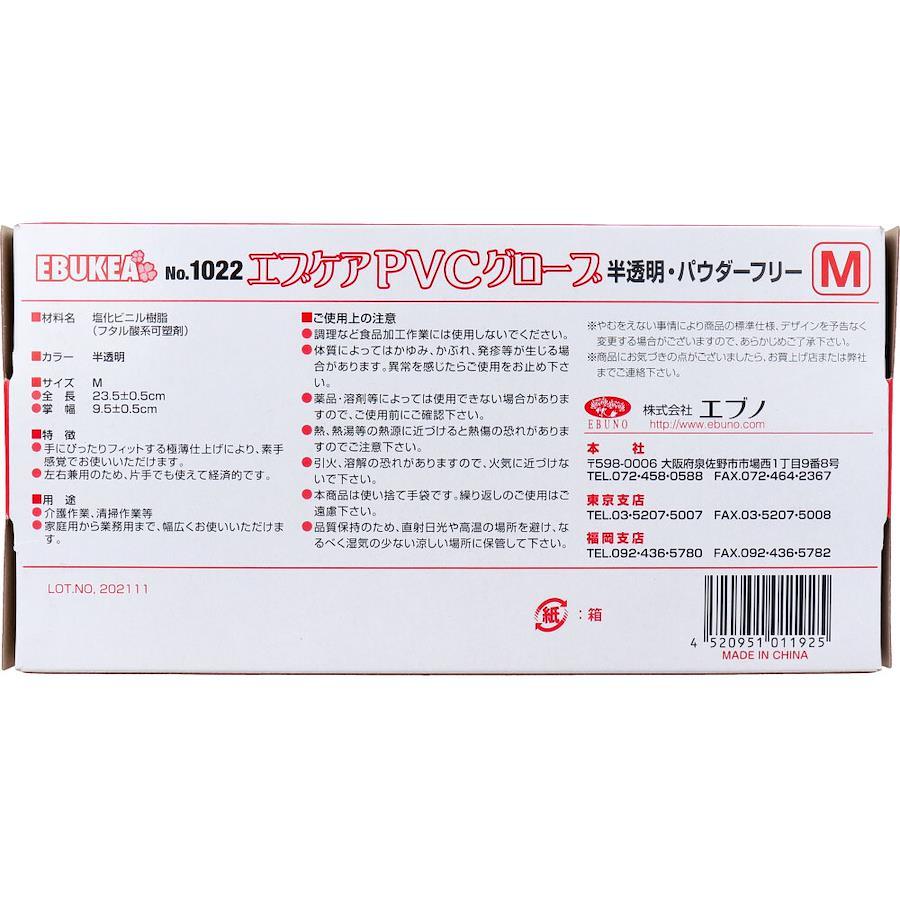 EBUKEA No.1022 エブケアPVCグローブ 半透明・パウダーフリー M
■材料名 塩化ビニル樹脂
（フタル酸系可塑剤）
■カラー 半透明
■サイズ M
●全 長 23.5±0.5cm
●掌 幅 9.5±0.5cm
■特 徴
●手にぴったりフィットする極薄仕上げにより、素手
感覚でお使いいただけます。
●左右兼用のため、片手でも使えて経済的です。
■用 途
●介護作業、清掃作業等
●家庭用から業務用まで、幅広くお使いいただけま
す。
■ご使用上の注意
●調理など食品加工作業には使用しないでください。
●体質によってはかゆみ、かぶれ、発疹等が生じる場
合があります。異常を感じたらご使用をお止め下さ
い。
●薬品・溶剤等によっては使用できない場合がありま
すので、ご使用前にご確認下さい。
●熱、熱湯等の熱源に近づけると熱傷の恐れがありま
すのでご注意下さい。
●引火、溶解の恐れがありますので、火気に近づけな
いで下さい。
●本商品は使い捨て手袋です。繰り返しのご使用はご
遠慮下さい。
●品質保持のため、直射日光や高温の場所を避け、な
るべく湿気の少ない涼しい場所に保管して下さい。
※やむをえない事情により商品の標準仕様、デザインを予告なく
変更する場合がございますので、あらかじめご了承下さい。
※商品にお気づきの点がございましたら、お買上げ店または弊社
までご連絡下さい。
EBUNO 株式会社 エブノ
http://www.ebuno.com
本 社
〒598-0006 大阪府泉佐野市市場西1丁目9番8号
TEL.072・458・0588 FAX.072・464・2367
東京支店
TEL.03・5207・5007 FAX.03・5207・5008
福岡支店
TEL.092・436・5780 FAX.092・436・5782
LOT.NO, 202111
紙 ：箱
4 520951 011925
MADE IN CHINA